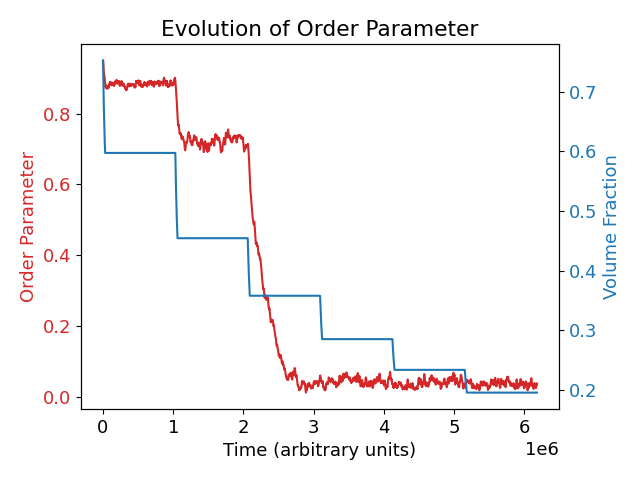 Evolution of Order Parameter
Order Parameter
0.8
0.6
0.4
0.2
0.0
0.7
0.6
0.5
0.4
0.3
0.2
Volume Fraction
0 1 2 3 4 5 6
1e6
Time (arbitrary units)